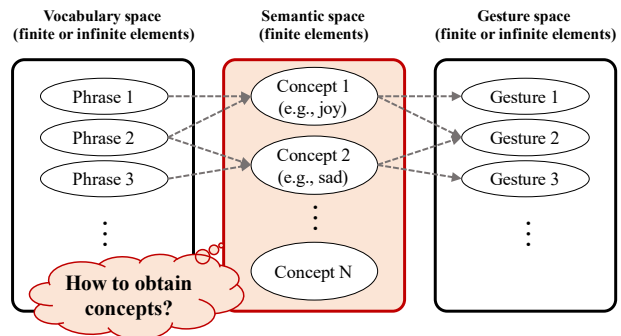 Vocabulary space
(finite or infinite elements)
Semantic space
(finite elements)
Gesture space
(finite or infinite elements)
Phrase 1
Phrase 2
Phrase 3
⋮
Concept 1
(e.g., joy)
Concept 2
(e.g., sad)
⋮
Concept N
Gesture 1
Gesture 2
Gesture 3
⋮
How to obtain
concepts?